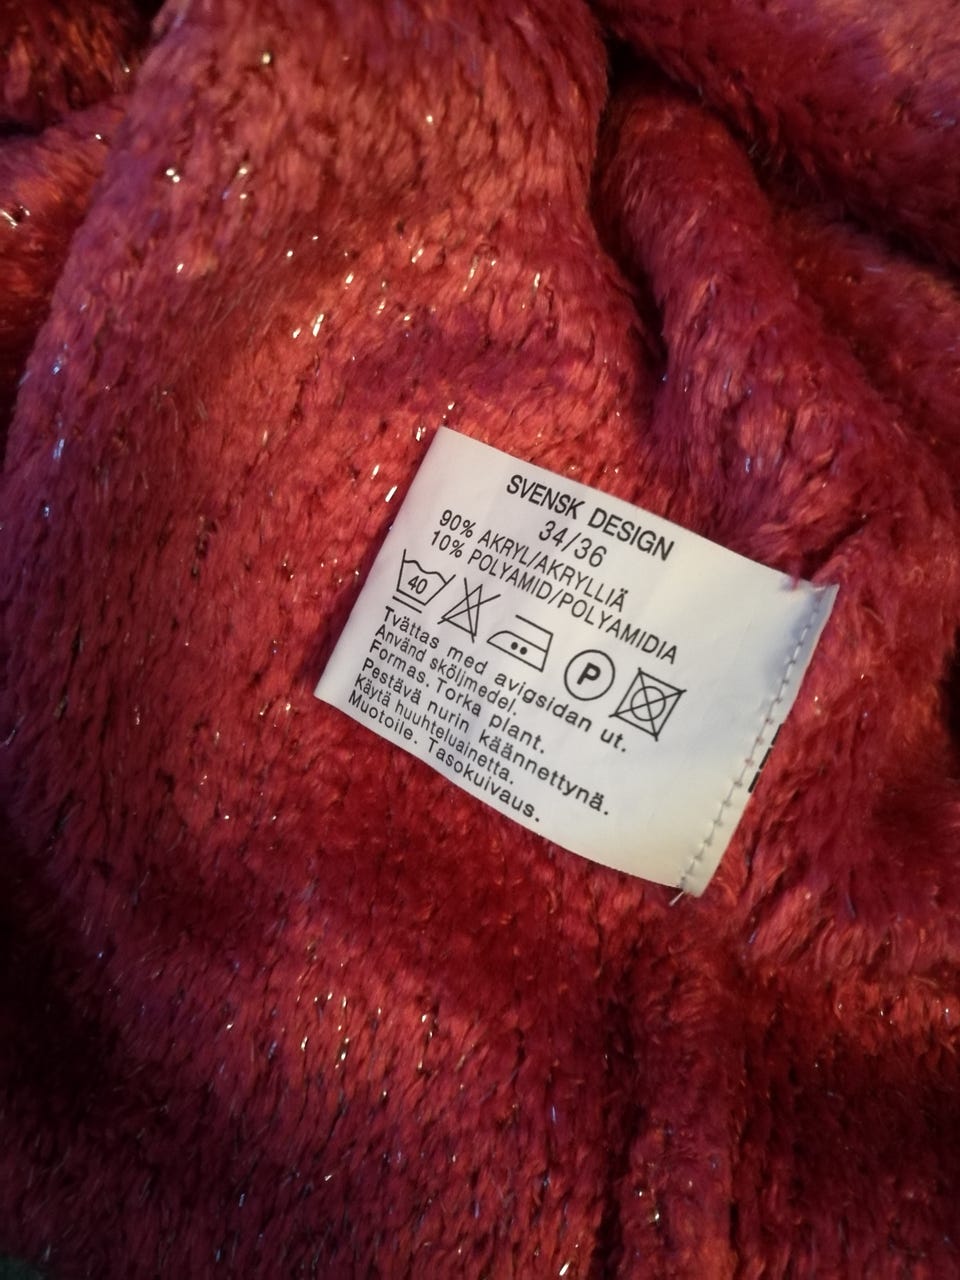 SVENSK DESIGN
34/36
90% AKRYL/AKRYLLIÄ
10% POLYAMID/POLYAMIDIA
40 P
Tvättas med avigsidan ut.
Använd sköljmedel.
Formas. Torka plant.
Pestävä nurin käännettynä.
Käytä huuhteluainetta.
Muotoile. Tasokuivaus.